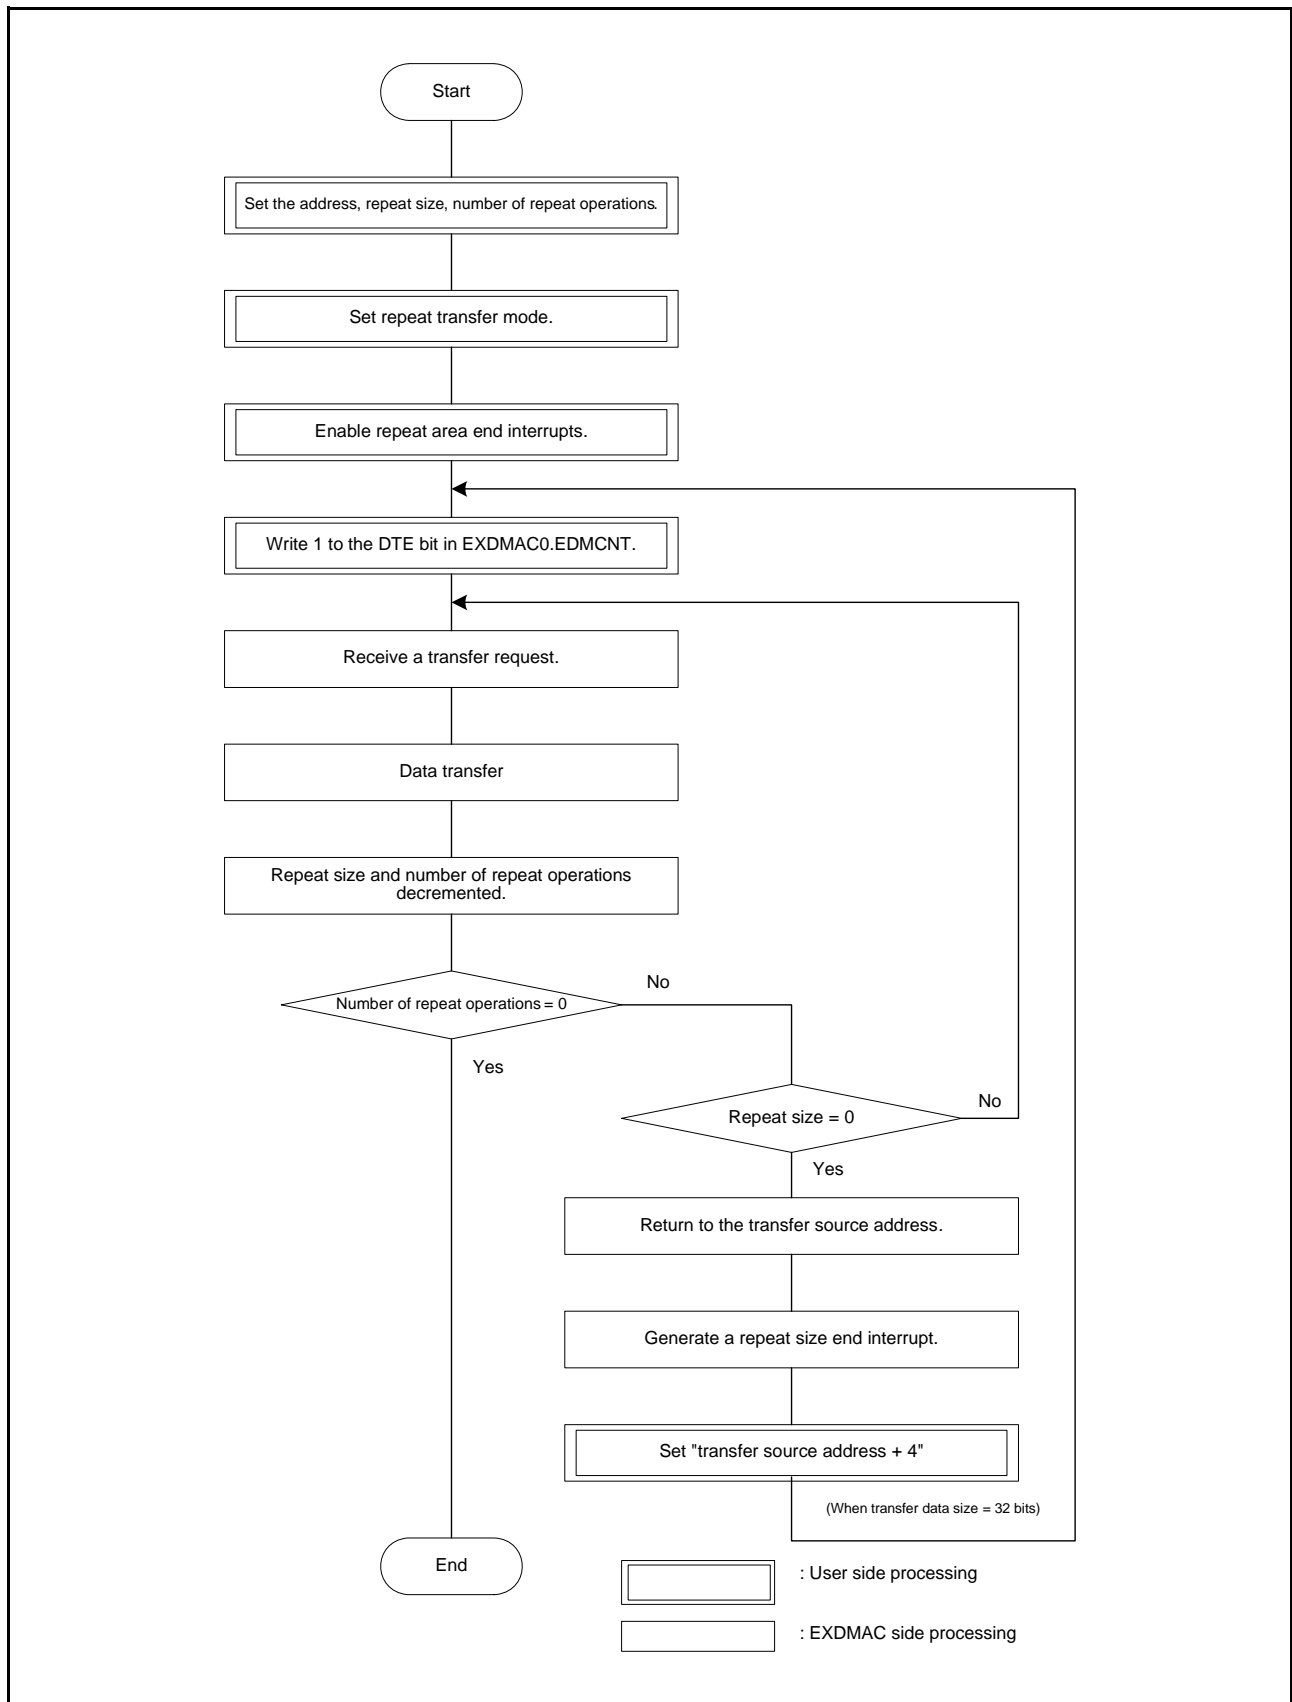 Start
Set the address, repeat size, number of repeat operations.
Set repeat transfer mode.
Enable repeat area end interrupts.
Write 1 to the DTE bit in EXDMAC0.EDMCNT.
Receive a transfer request.
Data transfer
Repeat size and number of repeat operations
decremented.
No
Number of repeat operations = 0
Yes
No
Repeat size = 0
Yes
Return to the transfer source address.
Generate a repeat size end interrupt.
Set "transfer source address + 4"
(When transfer data size = 32 bits)
End
: User side processing
: EXDMAC side processing